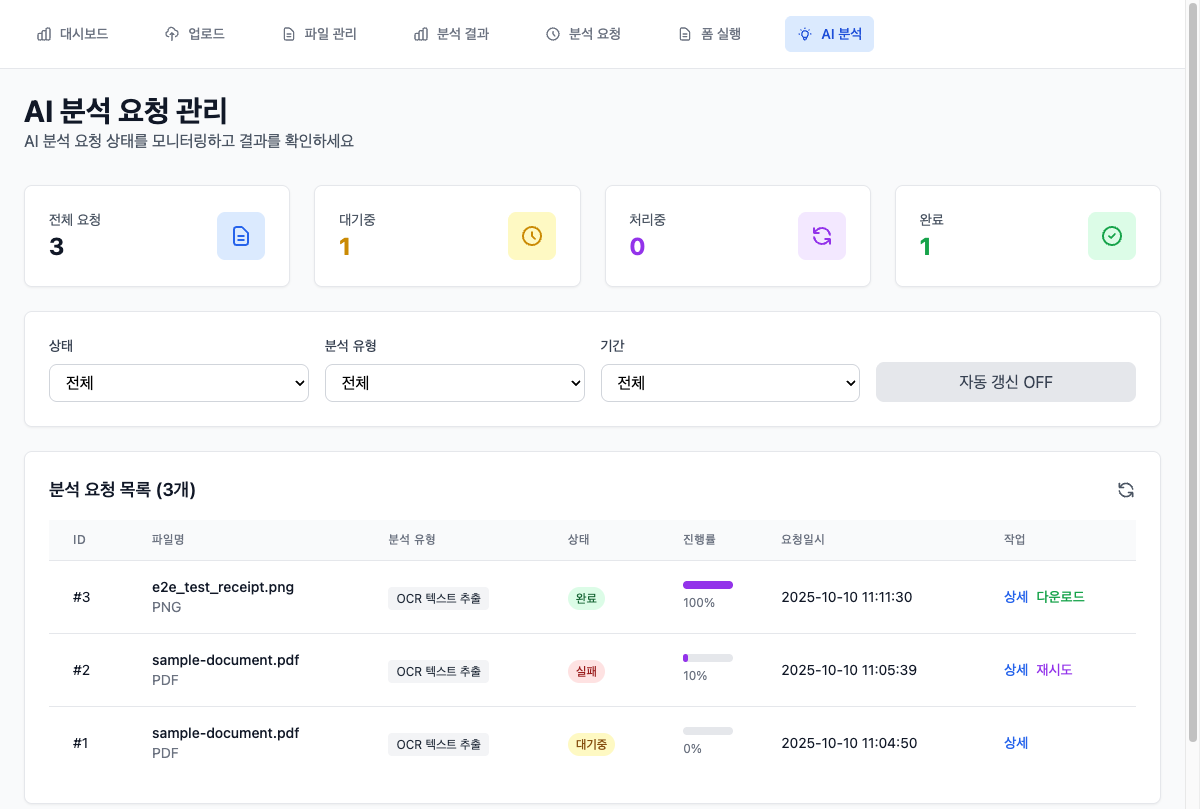 대시보드 업로드 파일 관리 분석 결과 분석 요청 폼 실행 AI 분석
AI 분석 요청 관리
AI 분석 요청 상태를 모니터링하고 결과를 확인하세요
전체 요청
3
대기중
1
처리중
0
완료
1
상태
전체
분석 유형
전체
기간
전체
자동 갱신 OFF
분석 요청 목록 (3개)
ID 파일명 분석 유형 상태 진행률 요청일시 작업
#3 e2e_test_receipt.png OCR 텍스트 추출 완료 2025-10-10 11:11:30 상세 다운로드
PNG 100%
#2 sample-document.pdf OCR 텍스트 추출 실패 2025-10-10 11:05:39 상세 재시도
PDF 10%
#1 sample-document.pdf OCR 텍스트 추출 대기중 2025-10-10 11:04:50 상세
PDF 0%